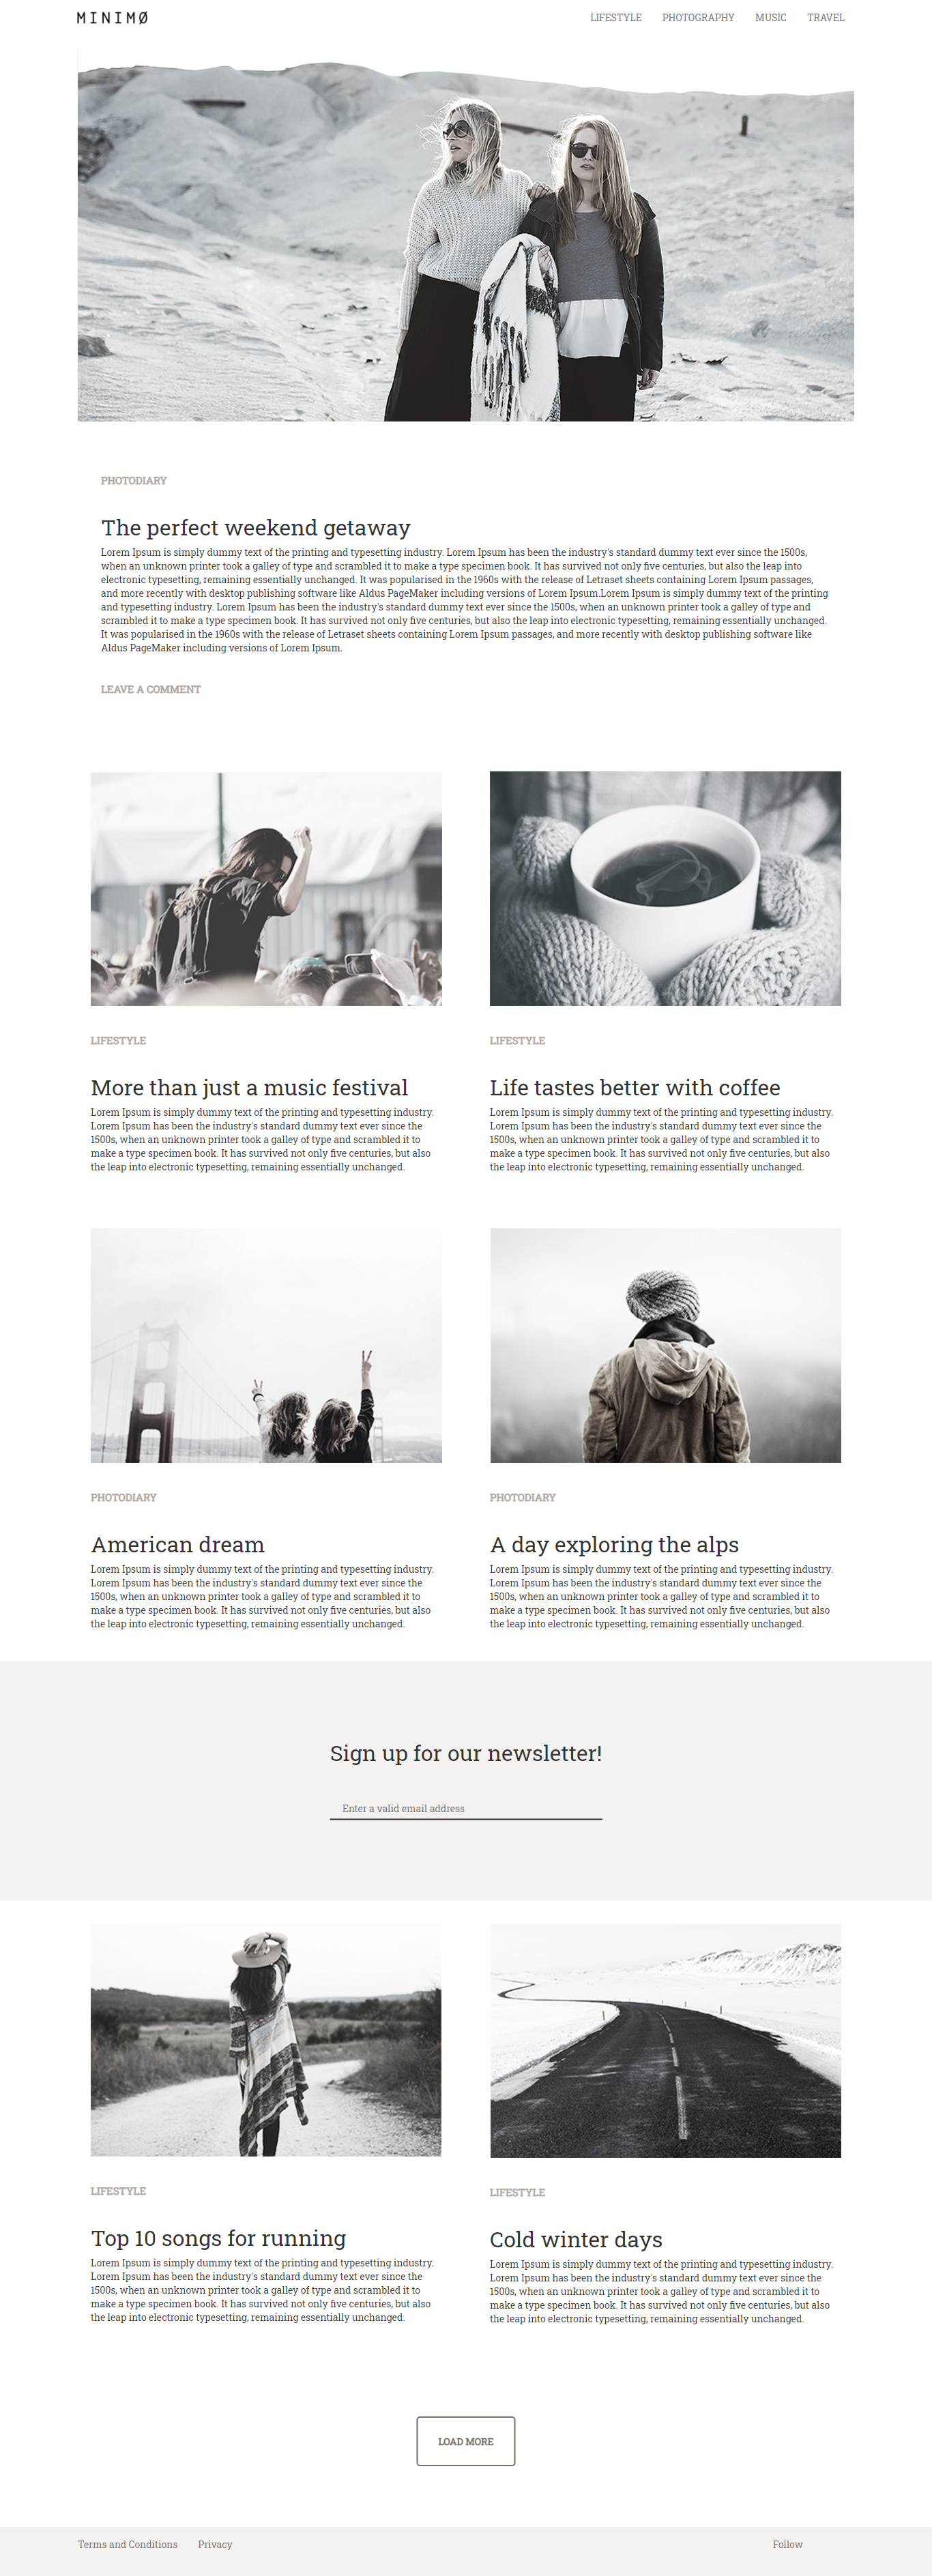 MINIMØ
LIFESTYLE PHOTOGRAPHY MUSIC TRAVEL
PHOTODIARY
The perfect weekend getaway
Lorem Ipsum is simply dummy text of the printing and typesetting industry. Lorem Ipsum has been the industry's standard dummy text ever since the 1500s,
when an unknown printer took a galley of type and scrambled it to make a type specimen book. It has survived not only five centuries, but also the leap into
electronic typesetting, remaining essentially unchanged. It was popularised in the 1960s with the release of Letraset sheets containing Lorem Ipsum passages,
and more recently with desktop publishing software like Aldus PageMaker including versions of Lorem Ipsum.Lorem Ipsum is simply dummy text of the printing
and typesetting industry. Lorem Ipsum has been the industry's standard dummy text ever since the 1500s, when an unknown printer took a galley of type and
scrambled it to make a type specimen book. It has survived not only five centuries, but also the leap into electronic typesetting, remaining essentially unchanged.
It was popularised in the 1960s with the release of Letraset sheets containing Lorem Ipsum passages, and more recently with desktop publishing software like
Aldus PageMaker including versions of Lorem Ipsum.
LEAVE A COMMENT
LIFESTYLE
More than just a music festival
Lorem Ipsum is simply dummy text of the printing and typesetting industry.
Lorem Ipsum has been the industry's standard dummy text ever since the
1500s, when an unknown printer took a galley of type and scrambled it to
make a type specimen book. It has survived not only five centuries, but also
the leap into electronic typesetting, remaining essentially unchanged.
LIFESTYLE
Life tastes better with coffee
Lorem Ipsum is simply dummy text of the printing and typesetting industry.
Lorem Ipsum has been the industry's standard dummy text ever since the
1500s, when an unknown printer took a galley of type and scrambled it to
make a type specimen book. It has survived not only five centuries, but also
the leap into electronic typesetting, remaining essentially unchanged.
PHOTODIARY
American dream
Lorem Ipsum is simply dummy text of the printing and typesetting industry.
Lorem Ipsum has been the industry's standard dummy text ever since the
1500s, when an unknown printer took a galley of type and scrambled it to
make a type specimen book. It has survived not only five centuries, but also
the leap into electronic typesetting, remaining essentially unchanged.
PHOTODIARY
A day exploring the alps
Lorem Ipsum is simply dummy text of the printing and typesetting industry.
Lorem Ipsum has been the industry's standard dummy text ever since the
1500s, when an unknown printer took a galley of type and scrambled it to
make a type specimen book. It has survived not only five centuries, but also
the leap into electronic typesetting, remaining essentially unchanged.
Sign up for our newsletter!
Enter a valid email address
LIFESTYLE
Top 10 songs for running
Lorem Ipsum is simply dummy text of the printing and typesetting industry.
Lorem Ipsum has been the industry's standard dummy text ever since the
1500s, when an unknown printer took a galley of type and scrambled it to
make a type specimen book. It has survived not only five centuries, but also
the leap into electronic typesetting, remaining essentially unchanged.
LIFESTYLE
Cold winter days
Lorem Ipsum is simply dummy text of the printing and typesetting industry.
Lorem Ipsum has been the industry's standard dummy text ever since the
1500s, when an unknown printer took a galley of type and scrambled it to
make a type specimen book. It has survived not only five centuries, but also
the leap into electronic typesetting, remaining essentially unchanged.
LOAD MORE
Terms and Conditions Privacy Follow